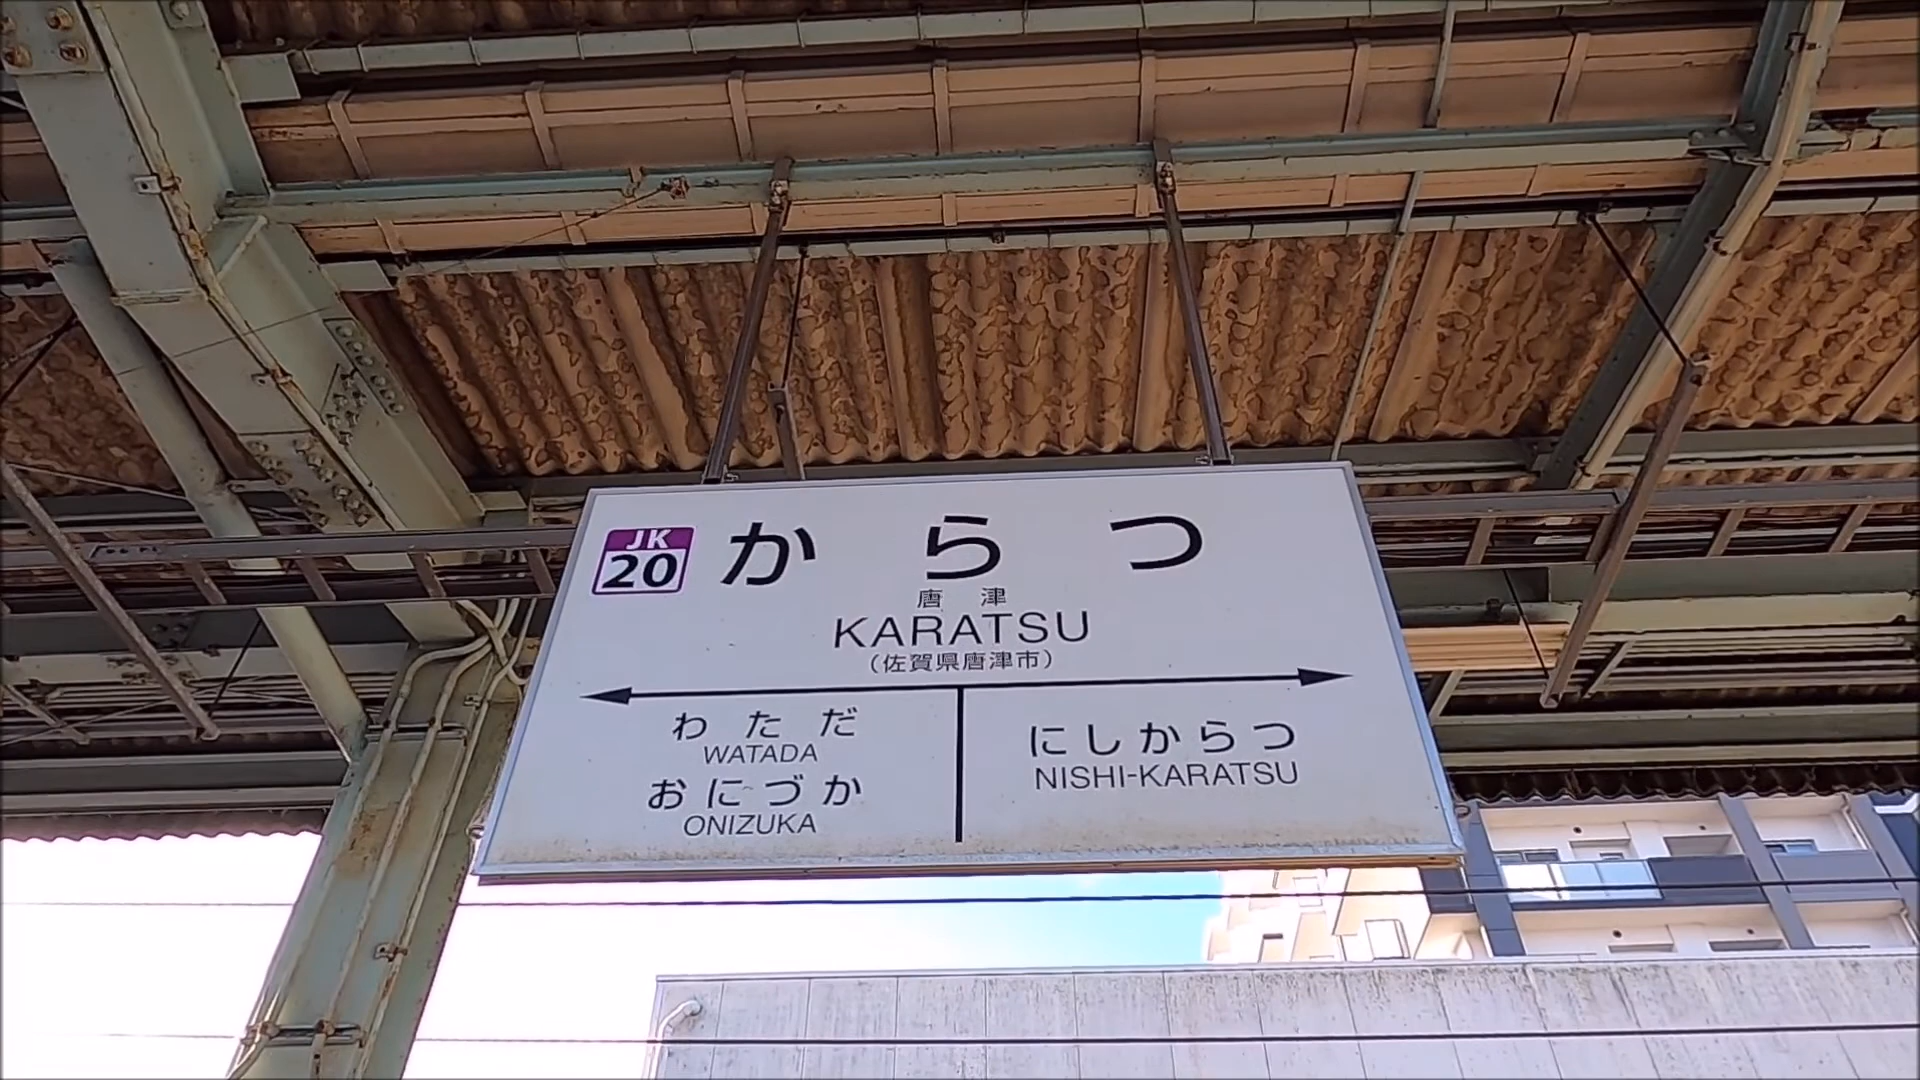 JK
20
からつ
唐津
KARATSU
(佐賀県唐津市)
わただ
WATADA
おにづか
ONIZUKA
にしからつ
NISHI-KARATSU